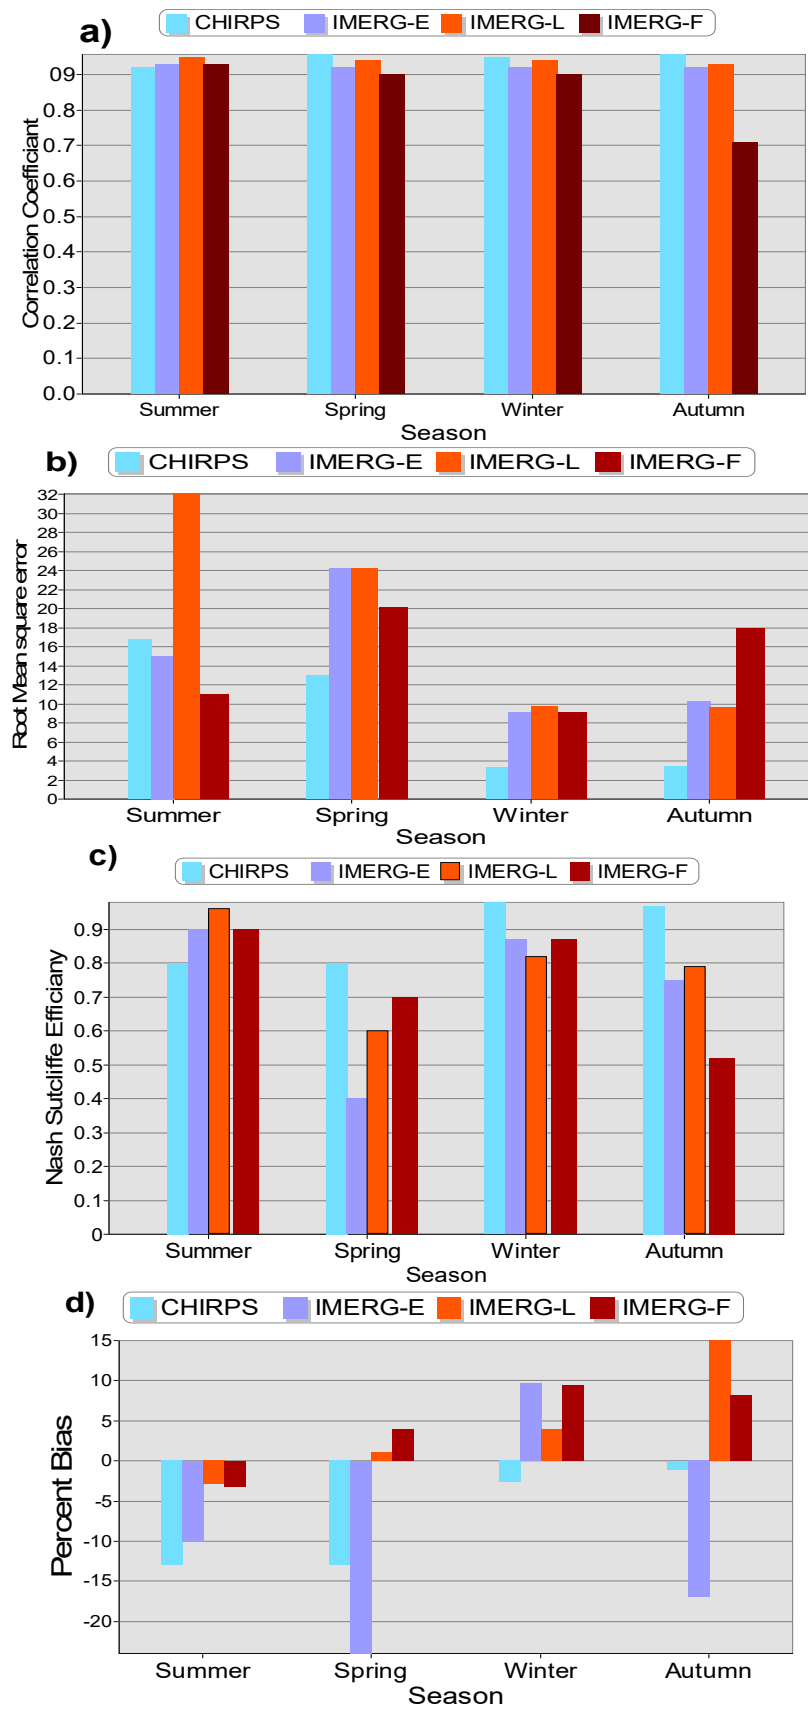 a) CHIRPS IMERG-E IMERG-L IMERG-F
09
0.8
0.7
0.6
0.5
0.4
0.3
0.2
0.1
0.0
Correlation Coefficiant
Summer Spring Winter Autumn
Season
b) CHIRPS IMERG-E IMERG-L IMERG-F
32
30
28
26
24
22
20
18
16
14
12
10
8
6
4
2
0
Root Mean square error
Summer Spring Winter Autumn
Season
c) CHIRPS IMERG-E IMERG-L IMERG-F
0.9
0.8
0.7
0.6
0.5
0.4
0.3
0.2
0.1
0
Nash Sutcliffe Efficiany
Summer Spring Winter Autumn
Season
d) CHIRPS IMERG-E IMERG-L IMERG-F
15
10
5
0
-5
-10
-15
-20
Percent Bias
Summer Spring Winter Autumn
Season